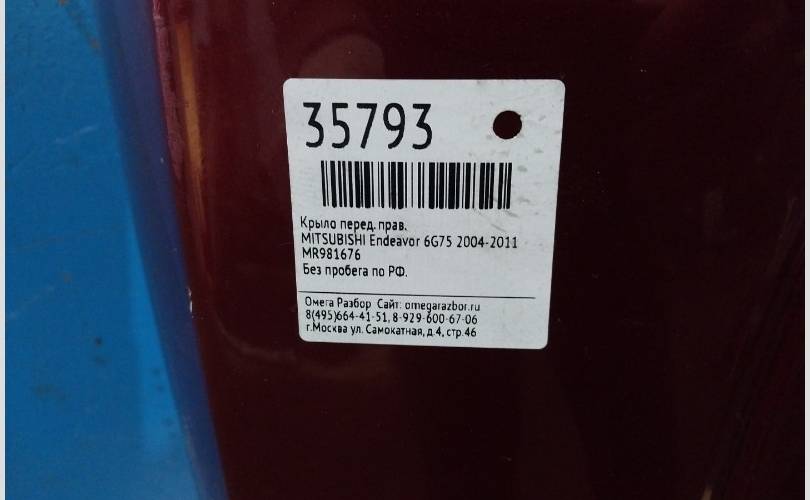 35793
Крыло перед. прав.
MITSUBISHI Endeavor 6G75 2004-2011
MR981676
Без пробега по РФ.
Омега Разбор Сайт: omegarazbor.ru
8(495)664-41-51, 8-929-600-67-06
г.Москва ул. Самокатная, д.4, стр.46